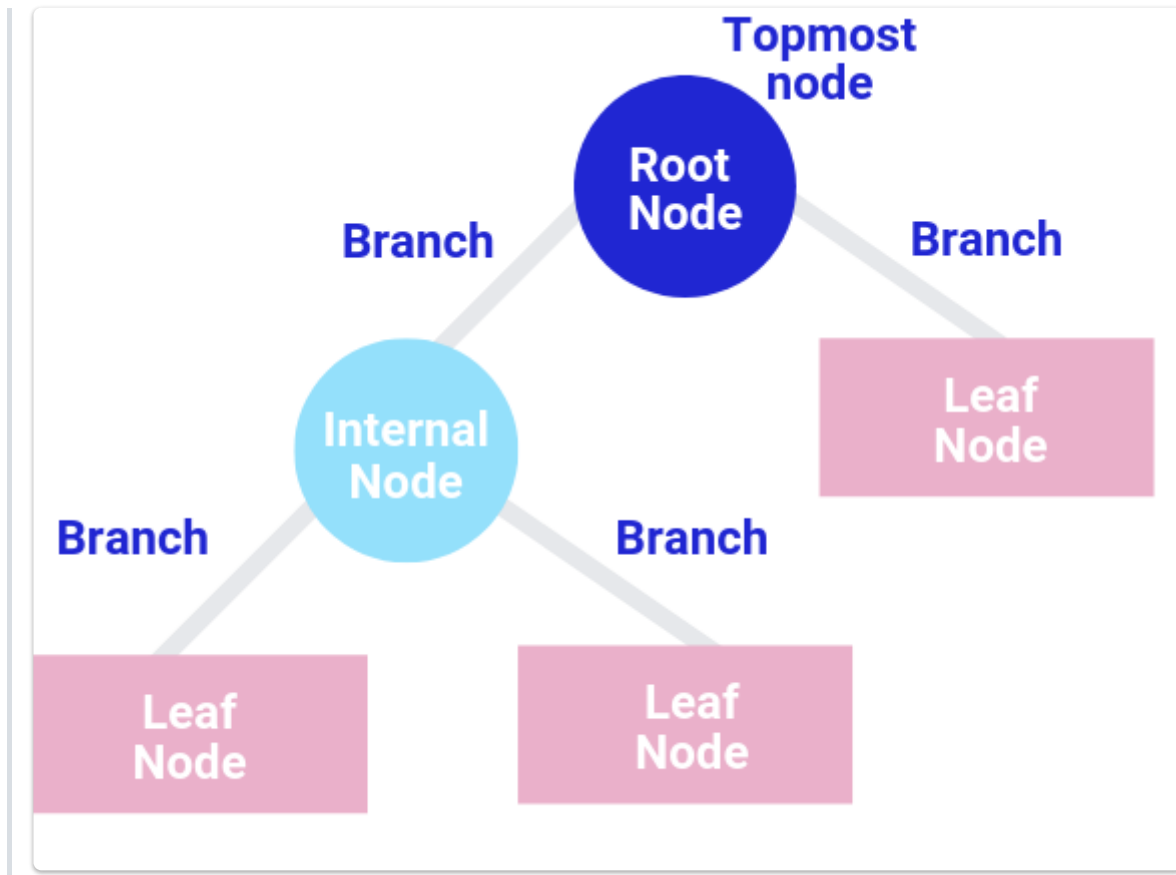 Topmost
node
Root
Node
Branch
Branch
Internal
Node
Leaf
Node
Branch
Branch
Leaf
Node
Leaf
Node